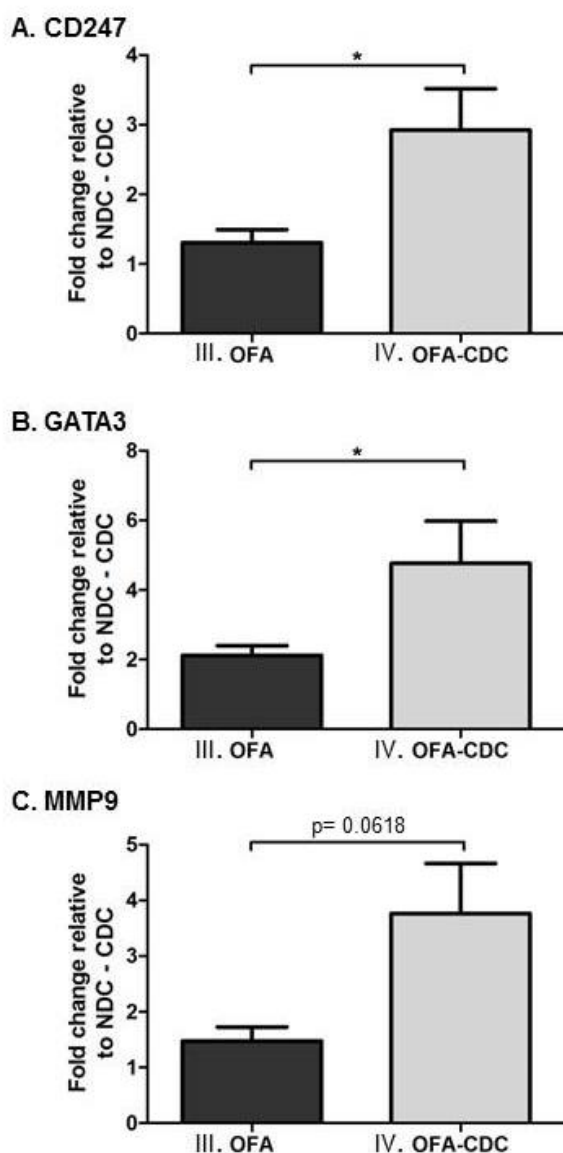 A. CD247
Fold change relative
to NDC - CDC
4
3
2
1
0
*
III. OFA
IV. OFA-CDC
B. GATA3
Fold change relative
to NDC - CDC
8
6
4
2
0
*
III. OFA
IV. OFA-CDC
C. MMP9
Fold change relative
to NDC - CDC
5
4
3
2
1
0
p= 0.0618
III. OFA
IV. OFA-CDC